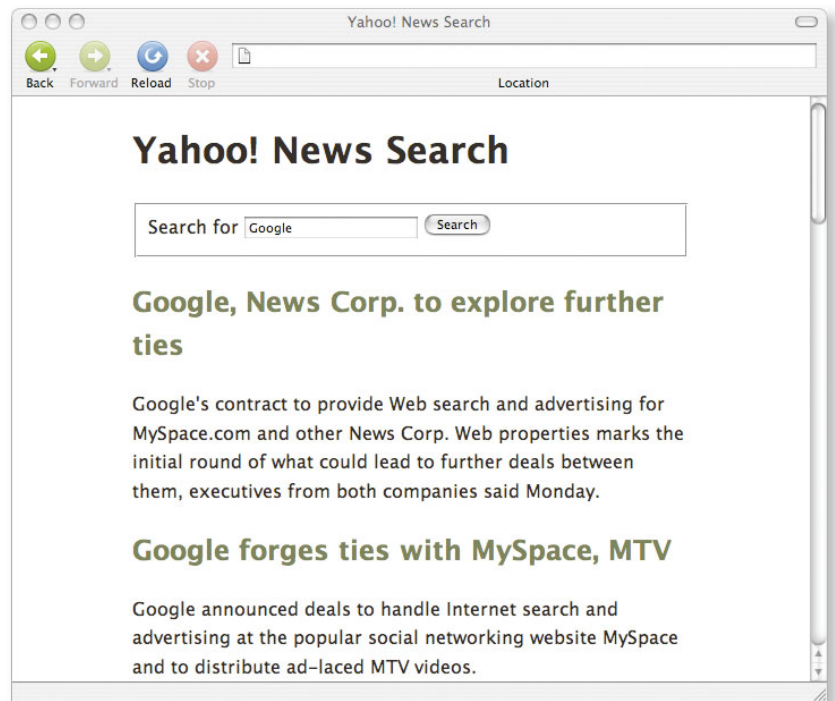 Yahoo! News Search
Back Forward Reload Stop Location
Yahoo! News Search
Search for Google Search
Google, News Corp. to explore further
ties
Google's contract to provide Web search and advertising for
MySpace.com and other News Corp. Web properties marks the
initial round of what could lead to further deals between
them, executives from both companies said Monday.
Google forges ties with MySpace, MTV
Google announced deals to handle Internet search and
advertising at the popular social networking website MySpace
and to distribute ad-laced MTV videos.